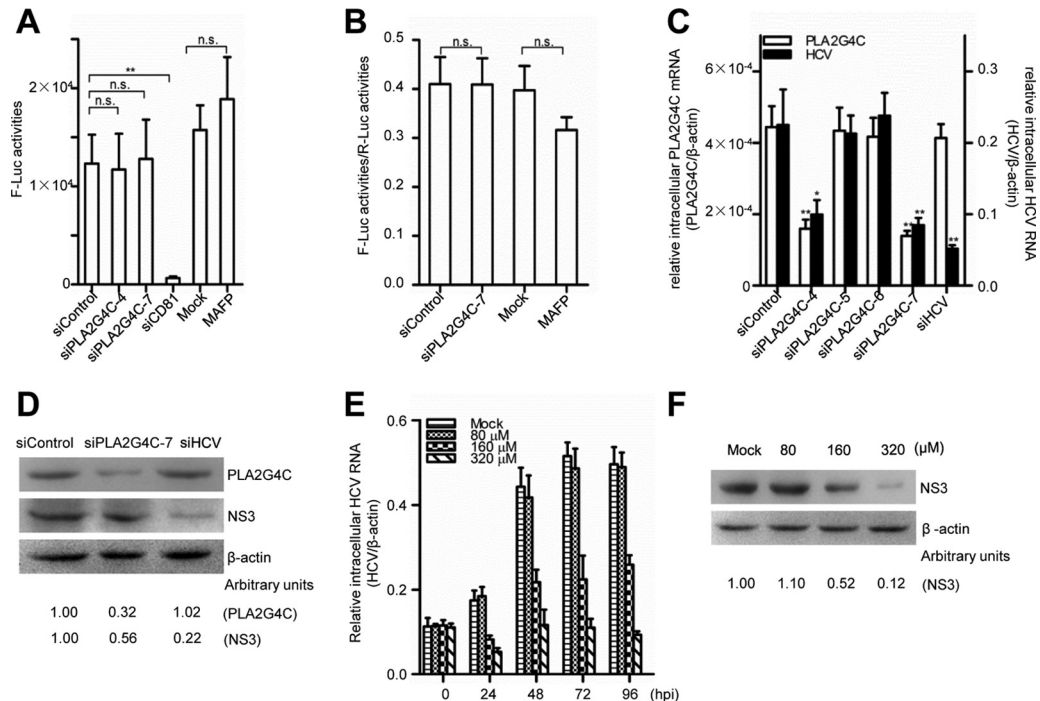 A
F-Luc activities
2×10⁴
1×10⁴
0
n.s.
**
n.s.
n.s.
siControl
siPLA2G4C-4
siPLA2G4C-7
siCD81
Mock
MAFP
B
F-Luc activities/R-Luc activities
0.5
0.4
0.3
0.2
0.1
0.0
n.s.
n.s.
siControl
siPLA2G4C-7
Mock
MAFP
C
PLA2G4C
HCV
relative intracellular PLA2G4C mRNA
(PLA2G4C/β-actin)
6×10⁻⁴
4×10⁻⁴
2×10⁻⁴
0
relative intracellular HCV RNA
(HCV/β-actin)
0.3
0.2
0.1
0.0
**
*
**
**
**
siControl
siPLA2G4C-4
siPLA2G4C-5
siPLA2G4C-6
siPLA2G4C-7
siHCV
D
siControl siPLA2G4C-7 siHCV
PLA2G4C
NS3
β-actin
Arbitrary units
1.00 0.32 1.02 (PLA2G4C)
1.00 0.56 0.22 (NS3)
E
Relative intracellular HCV RNA
(HCV/β-actin)
0.6
0.4
0.2
0.0
Mock
80 μM
160 μM
320 μM
0 24 48 72 96 (hpi)
F
Mock 80 160 320 (μM)
NS3
β -actin
Arbitrary units
1.00 1.10 0.52 0.12 (NS3)